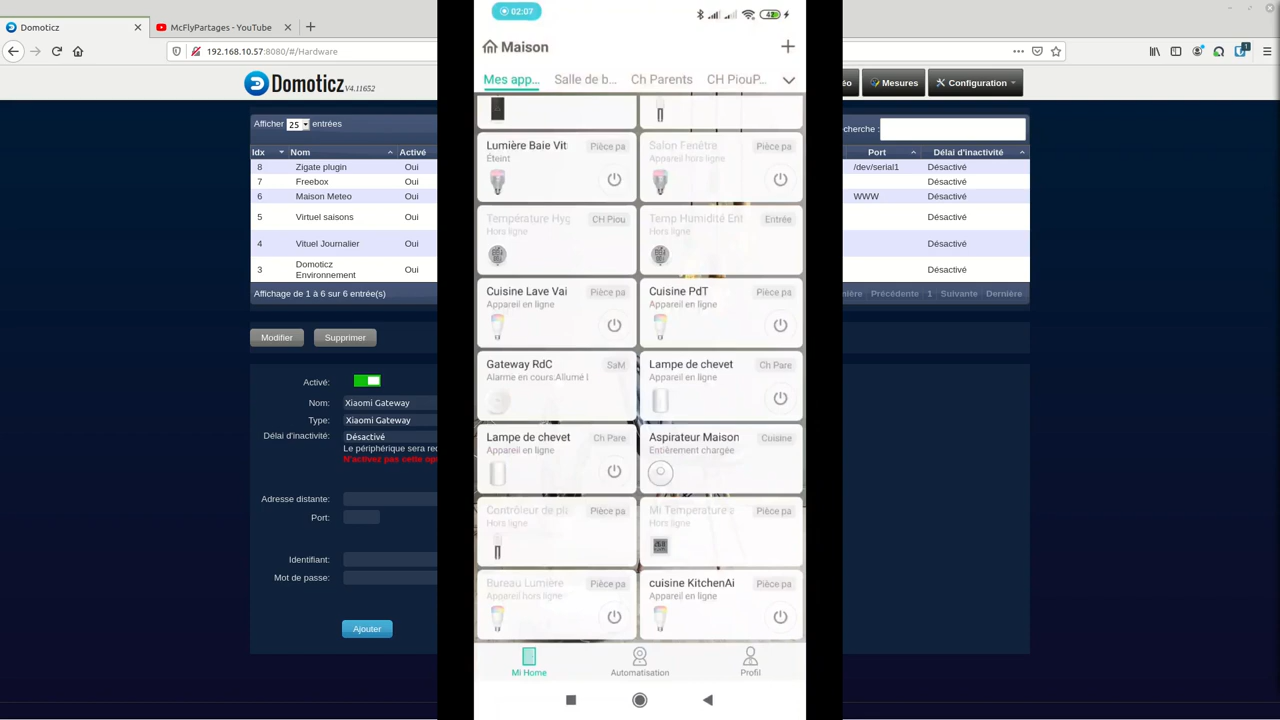 Domoticz
McFlyPartages - YouTube
192.168.10.57:8080/#/Hardware
Domoticz V4.11652
éo
Mesures
Configuration
Afficher 25 entrées
cherche :
Idx Nom Activé
Port Délai d'inactivité
8 Zigate plugin Oui
/dev/serial1 Désactivé
7 Freebox Oui
Désactivé
6 Maison Meteo Oui
WWW Désactivé
5 Virtuel saisons Oui
Désactivé
4 Vituel Journalier Oui
Désactivé
3 Domoticz Environnement Oui
Désactivé
Affichage de 1 à 6 sur 6 entrée(s)
ière Précédente 1 Suivante Dernière
Modifier
Supprimer
Activé:
Nom: Xiaomi Gateway
Type: Xiaomi Gateway
Délai d'inactivité: Désactivé
Le périphérique sera red
N'activez pas cette op
Adresse distante:
Port:
Identifiant:
Mot de passe:
Ajouter
02:07
42
Maison
Mes app... Salle de b... Ch Parents CH PiouP...
Lumière Baie Vit Pièce pa
Éteint
Salon Fenêtre Pièce pa
Appareil hors ligne
Température Hyg CH Piou
Hors ligne
Temp Humidité Ent Entrée
Hors ligne
Cuisine Lave Vai Pièce pa
Appareil en ligne
Cuisine PdT Pièce pa
Appareil en ligne
Gateway RdC SaM
Alarme en cours:Allumé l
Lampe de chevet Ch Pare
Appareil en ligne
Lampe de chevet Ch Pare
Appareil en ligne
Aspirateur Maison Cuisine
Entièrement chargée
Contrôleur de pl Pièce pa
Hors ligne
Mi Temperature a Pièce pa
Hors ligne
Bureau Lumière Pièce pa
Appareil hors ligne
cuisine KitchenAi Pièce pa
Appareil en ligne
Mi Home
Automatisation
Profil